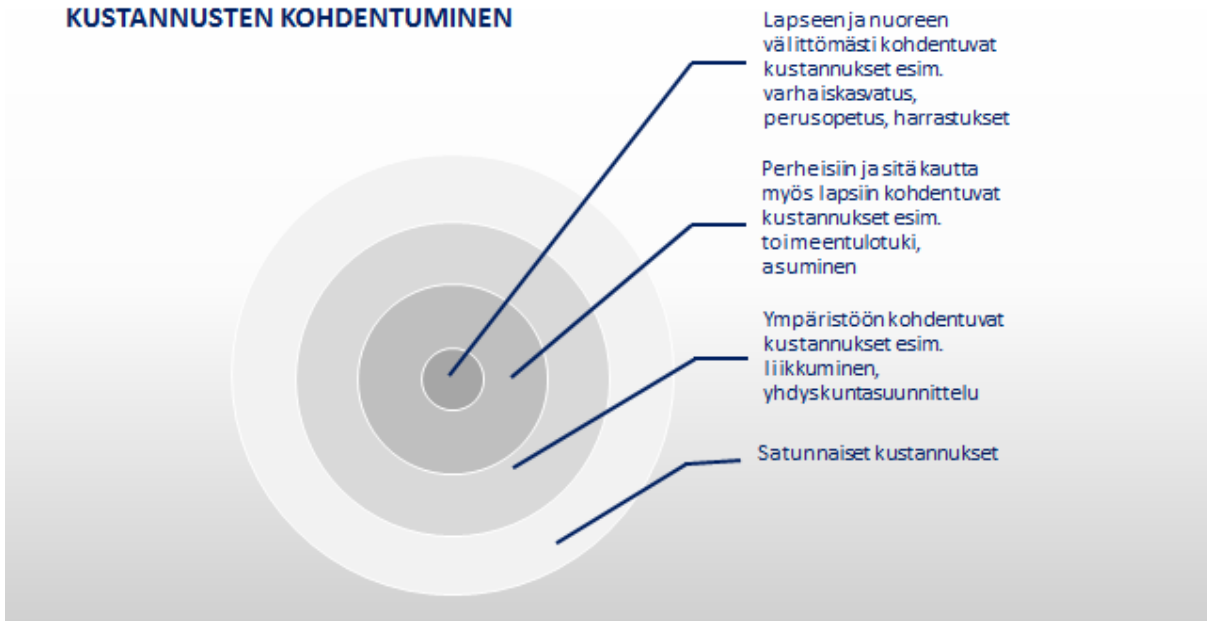 KUSTANNUSTEN KOHDENTUMINEN
Lapseen ja nuoreen
välittömästi kohdentuvat
kustannukset esim.
varhaiskasvatus,
perusopetus, harrastukset
Perheisiin ja sitä kautta
myös lapsiin kohdentuvat
kustannukset esim.
toimeentulotuki,
asuminen
Ympäristöön kohdentuvat
kustannukset esim.
liikkuminen,
yhdyskuntasuunnittelu
Satunnaiset kustannukset